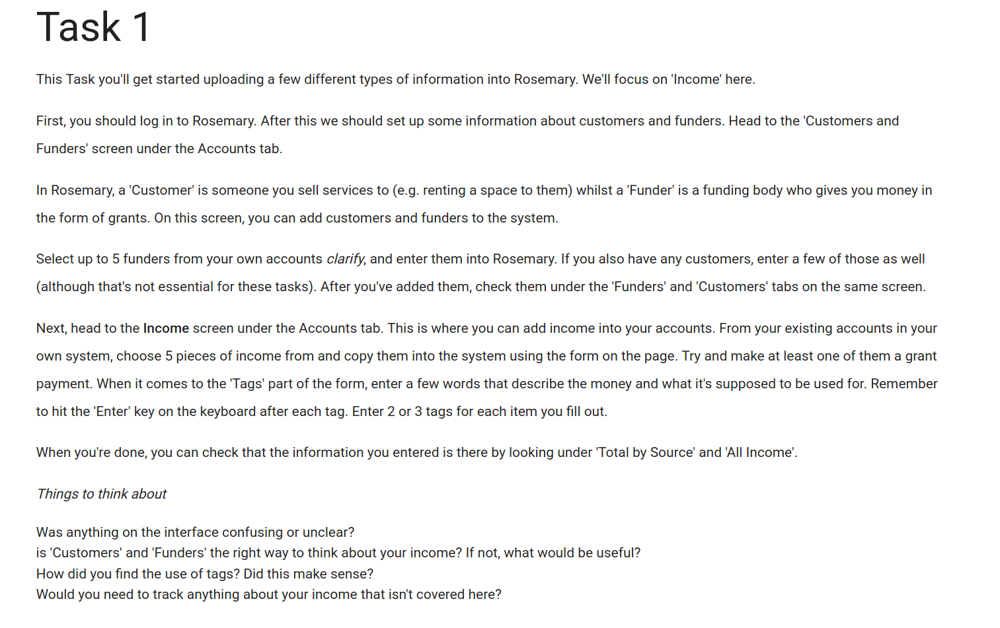 Task 1
This Task you'll get started uploading a few different types of information into Rosemary. We'll focus on 'Income' here.
First, you should log in to Rosemary. After this we should set up some information about customers and funders. Head to the 'Customers and
Funders' screen under the Accounts tab.
In Rosemary, a 'Customer' is someone you sell services to (e.g. renting a space to them) whilst a 'Funder' is a funding body who gives you money in
the form of grants. On this screen, you can add customers and funders to the system.
Select up to 5 funders from your own accounts clarify, and enter them into Rosemary. If you also have any customers, enter a few of those as well
(although that's not essential for these tasks). After you've added them, check them under the 'Funders' and 'Customers' tabs on the same screen.
Next, head to the Income screen under the Accounts tab. This is where you can add income into your accounts. From your existing accounts in your
own system, choose 5 pieces of income from and copy them into the system using the form on the page. Try and make at least one of them a grant
payment. When it comes to the 'Tags' part of the form, enter a few words that describe the money and what it's supposed to be used for. Remember
to hit the 'Enter' key on the keyboard after each tag. Enter 2 or 3 tags for each item you fill out.
When you're done, you can check that the information you entered is there by looking under 'Total by Source' and 'All Income'.
Things to think about
Was anything on the interface confusing or unclear?
is 'Customers' and 'Funders' the right way to think about your income? If not, what would be useful?
How did you find the use of tags? Did this make sense?
Would you need to track anything about your income that isn't covered here?